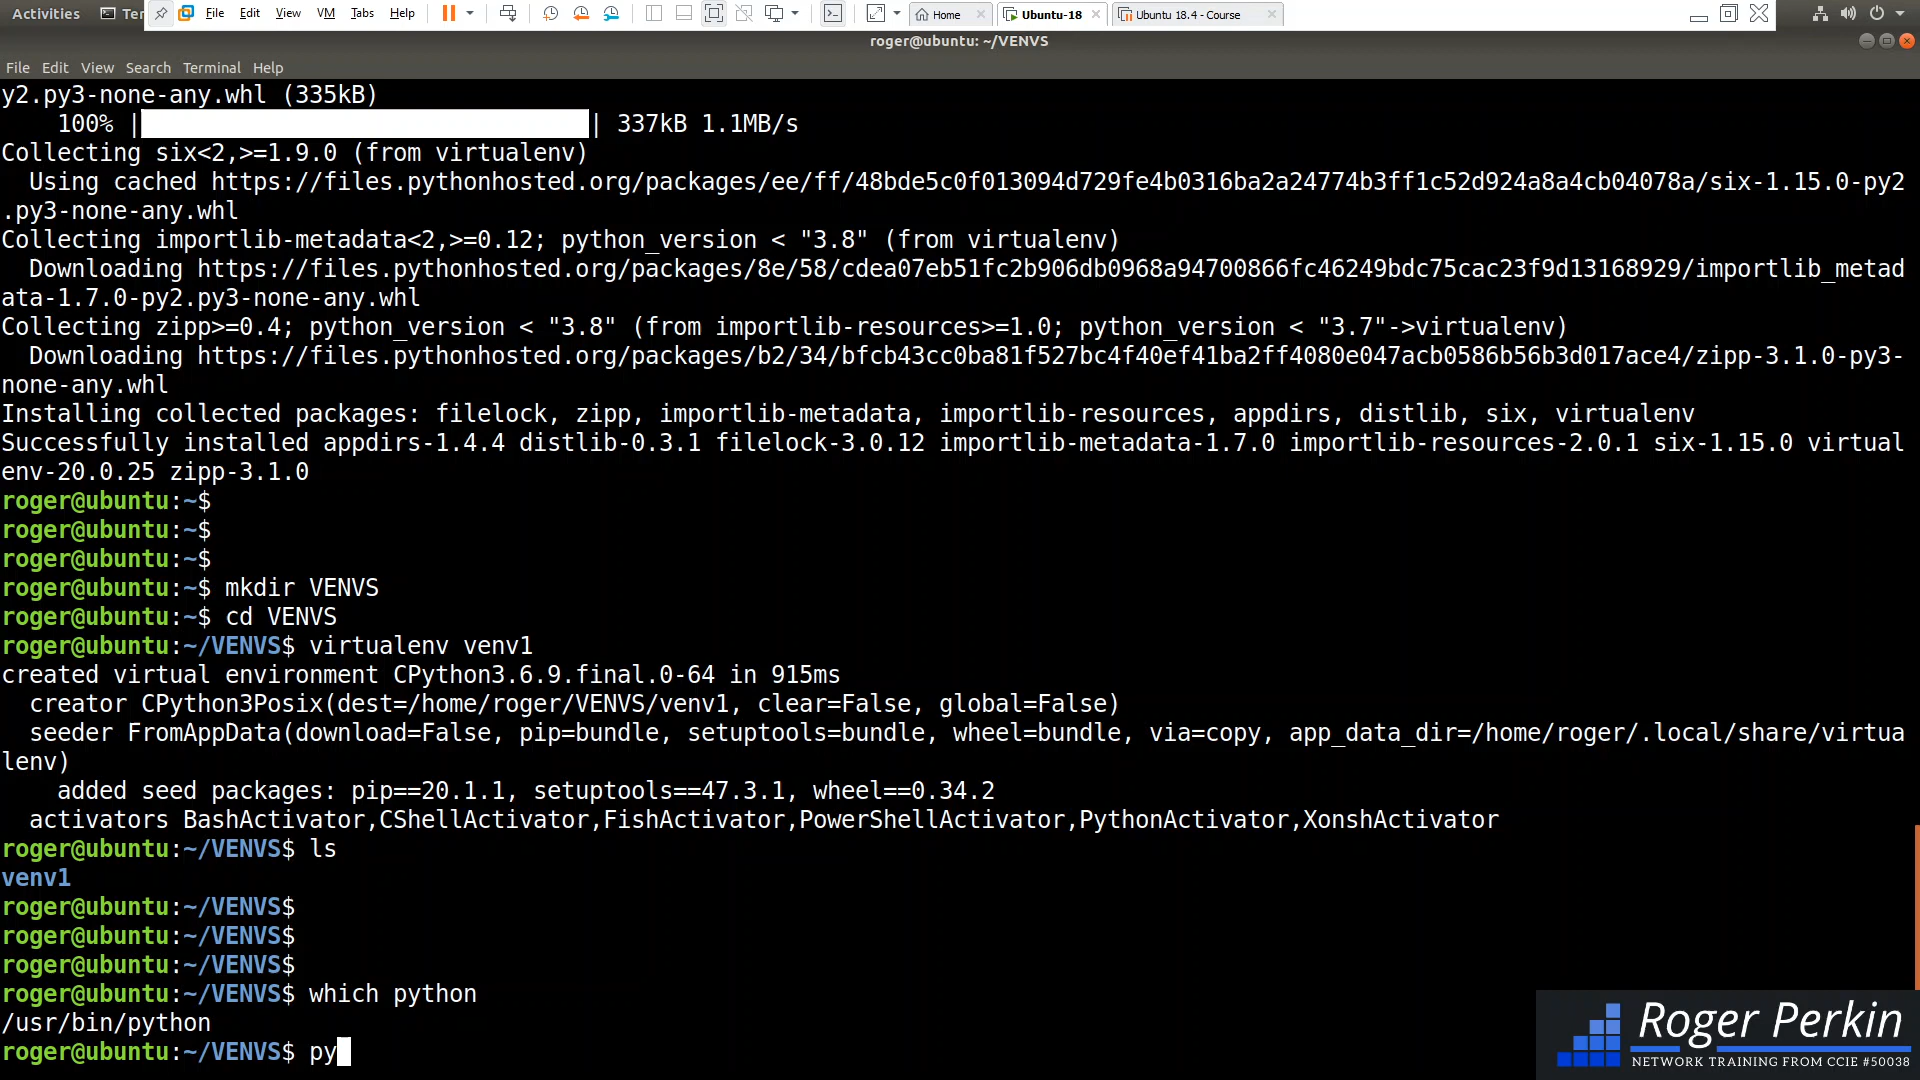 Activities Ter File Edit View VM Tabs Help Home Ubuntu-18 Ubuntu 18.4 - Course
roger@ubuntu: ~/VENVS
File Edit View Search Terminal Help
y2.py3-none-any.whl (335kB)
100% | | 337kB 1.1MB/s
Collecting six<2,>=1.9.0 (from virtualenv)
Using cached https://files.pythonhosted.org/packages/ee/ff/48bde5c0f013094d729fe4b0316ba2a24774b3ff1c52d924a8a4cb04078a/six-1.15.0-py2
.py3-none-any.whl
Collecting importlib-metadata<2,>=0.12; python_version < "3.8" (from virtualenv)
Downloading https://files.pythonhosted.org/packages/8e/58/cdea07eb51fc2b906db0968a94700866fc46249bdc75cac23f9d13168929/importlib_metad
ata-1.7.0-py2.py3-none-any.whl
Collecting zipp>=0.4; python_version < "3.8" (from importlib-resources>=1.0; python_version < "3.7"->virtualenv)
Downloading https://files.pythonhosted.org/packages/b2/34/bfcb43cc0ba81f527bc4f40ef41ba2ff4080e047acb0586b56b3d017ace4/zipp-3.1.0-py3-
none-any.whl
Installing collected packages: filelock, zipp, importlib-metadata, importlib-resources, appdirs, distlib, six, virtualenv
Successfully installed appdirs-1.4.4 distlib-0.3.1 filelock-3.0.12 importlib-metadata-1.7.0 importlib-resources-2.0.1 six-1.15.0 virtual
env-20.0.25 zipp-3.1.0
roger@ubuntu:~$
roger@ubuntu:~$
roger@ubuntu:~$
roger@ubuntu:~$ mkdir VENVS
roger@ubuntu:~$ cd VENVS
roger@ubuntu:~/VENVS$ virtualenv venv1
created virtual environment CPython3.6.9.final.0-64 in 915ms
creator CPython3Posix(dest=/home/roger/VENVS/venv1, clear=False, global=False)
seeder FromAppData(download=False, pip=bundle, setuptools=bundle, wheel=bundle, via=copy, app_data_dir=/home/roger/.local/share/virtua
lenv)
added seed packages: pip==20.1.1, setuptools==47.3.1, wheel==0.34.2
activators BashActivator,CShellActivator,FishActivator,PowerShellActivator,PythonActivator,XonshActivator
roger@ubuntu:~/VENVS$ ls
venv1
roger@ubuntu:~/VENVS$
roger@ubuntu:~/VENVS$
roger@ubuntu:~/VENVS$
roger@ubuntu:~/VENVS$ which python
/usr/bin/python
roger@ubuntu:~/VENVS$ py
Roger Perkin
NETWORK TRAINING FROM CCIE #50038